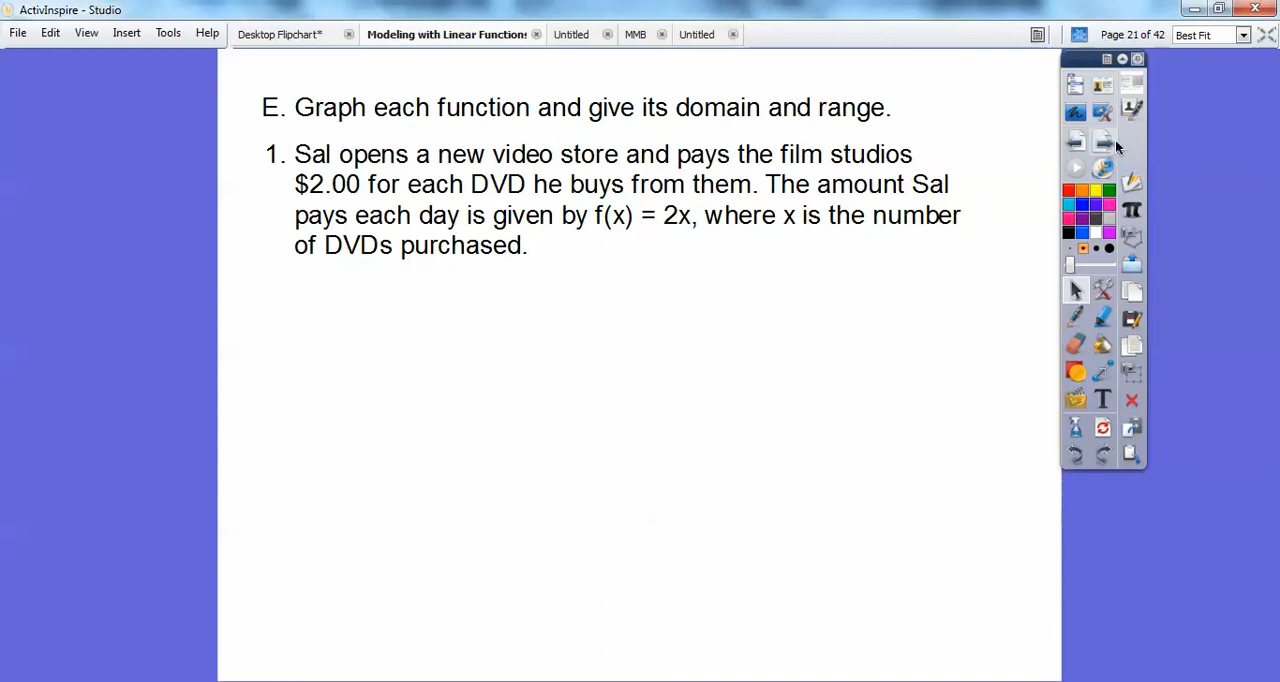 ActivInspire - Studio
File Edit View Insert Tools Help
Desktop Flipchart* Modeling with Linear Functions Untitled MMB Untitled
Page 21 of 42 Best Fit
E. Graph each function and give its domain and range.
1. Sal opens a new video store and pays the film studios
$2.00 for each DVD he buys from them. The amount Sal
pays each day is given by f(x) = 2x, where x is the number
of DVDs purchased.